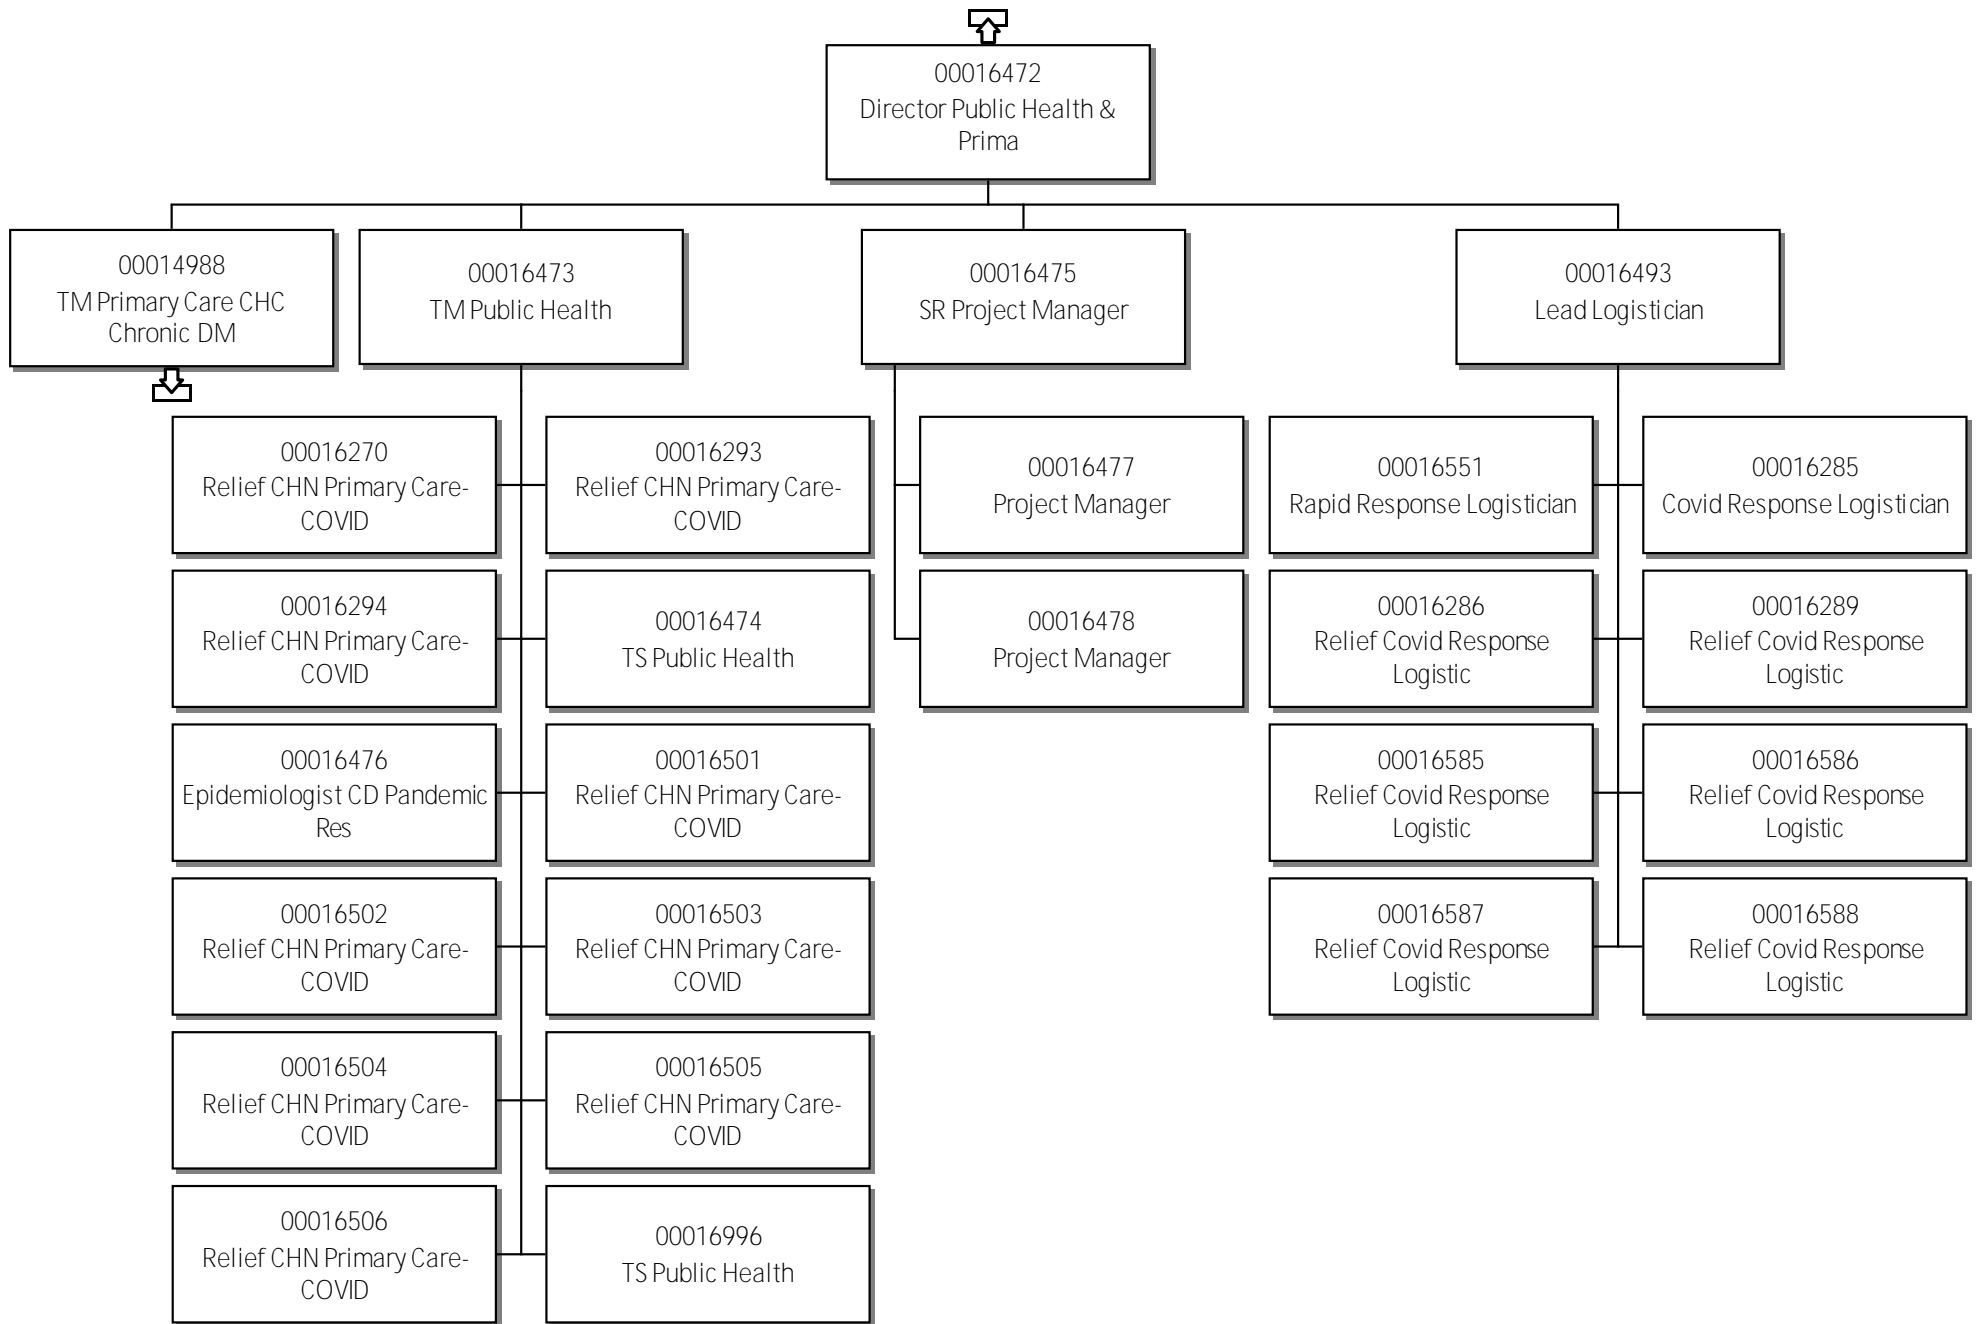 00016472
Director Public Health &
Prima
00014988
TM Primary Care CHC
Chronic DM
00016473
TM Public Health
00016475
SR Project Manager
00016493
Lead Logistician
00016270
Relief CHN Primary Care-
COVID
00016293
Relief CHN Primary Care-
COVID
00016477
Project Manager
00016551
Rapid Response Logistician
00016285
Covid Response Logistician
00016294
Relief CHN Primary Care-
COVID
00016474
TS Public Health
00016478
Project Manager
00016286
Relief Covid Response
Logistic
00016289
Relief Covid Response
Logistic
00016476
Epidemiologist CD Pandemic
Res
00016501
Relief CHN Primary Care-
COVID
00016585
Relief Covid Response
Logistic
00016586
Relief Covid Response
Logistic
00016502
Relief CHN Primary Care-
COVID
00016503
Relief CHN Primary Care-
COVID
00016587
Relief Covid Response
Logistic
00016588
Relief Covid Response
Logistic
00016504
Relief CHN Primary Care-
COVID
00016505
Relief CHN Primary Care-
COVID
00016506
Relief CHN Primary Care-
COVID
00016996
TS Public Health